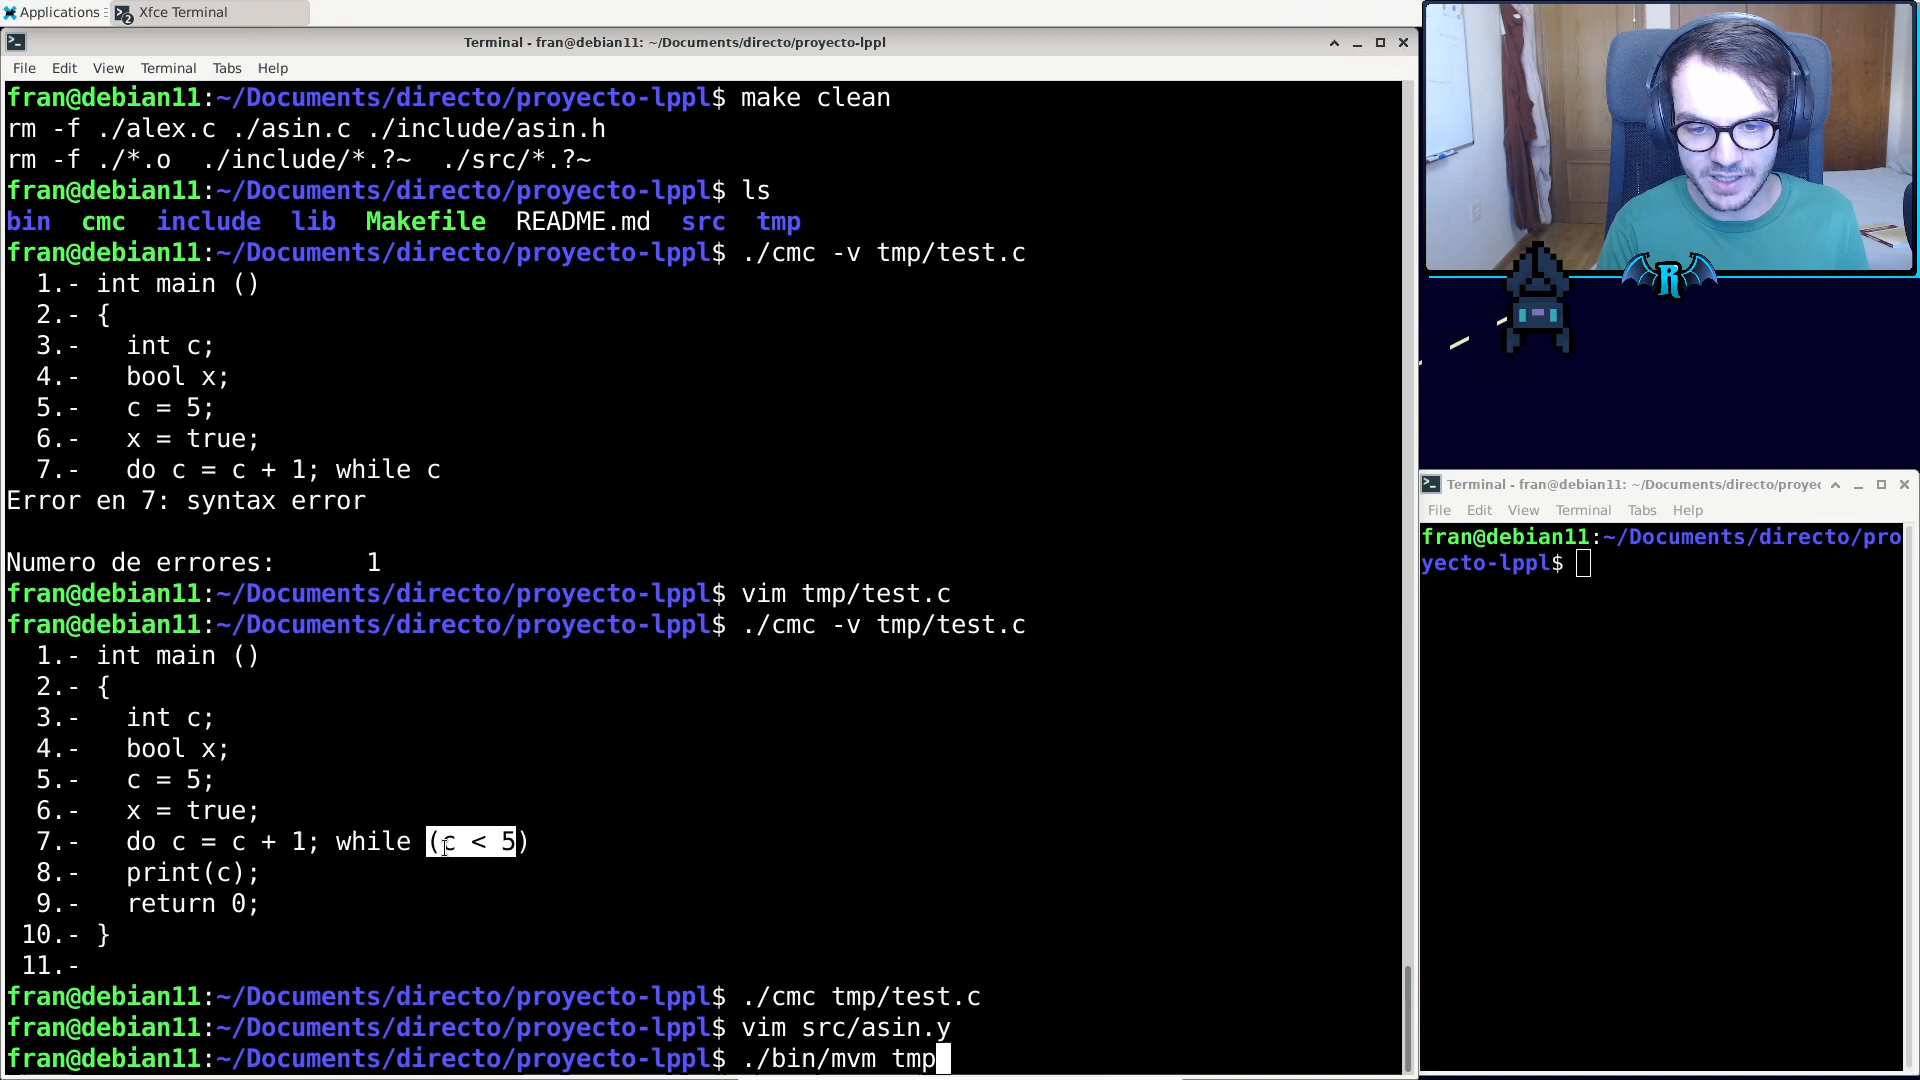 Applications
Xfce Terminal
Terminal - fran@debian11: ~/Documents/directo/proyecto-lppl
File Edit View Terminal Tabs Help
fran@debian11:~/Documents/directo/proyecto-lppl$ make clean
rm -f ./alex.c ./asin.c ./include/asin.h
rm -f ./*.o  ./include/*.?~  ./src/*.?~
fran@debian11:~/Documents/directo/proyecto-lppl$ ls
bin  cmc  include  lib  Makefile  README.md  src  tmp
fran@debian11:~/Documents/directo/proyecto-lppl$ ./cmc -v tmp/test.c
  1.- int main ()
  2.- {
  3.-   int c;
  4.-   bool x;
  5.-   c = 5;
  6.-   x = true;
  7.-   do c = c + 1; while c
Error en 7: syntax error
Numero de errores:      1
fran@debian11:~/Documents/directo/proyecto-lppl$ vim tmp/test.c
fran@debian11:~/Documents/directo/proyecto-lppl$ ./cmc -v tmp/test.c
  1.- int main ()
  2.- {
  3.-   int c;
  4.-   bool x;
  5.-   c = 5;
  6.-   x = true;
  7.-   do c = c + 1; while (c < 5)
  8.-   print(c);
  9.-   return 0;
 10.- }
 11.-
fran@debian11:~/Documents/directo/proyecto-lppl$ ./cmc tmp/test.c
fran@debian11:~/Documents/directo/proyecto-lppl$ vim src/asin.y
fran@debian11:~/Documents/directo/proyecto-lppl$ ./bin/mvm tmp
R
Terminal - fran@debian11: ~/Documents/directo/proyec
File Edit View Terminal Tabs Help
fran@debian11:~/Documents/directo/pro
yecto-lppl$